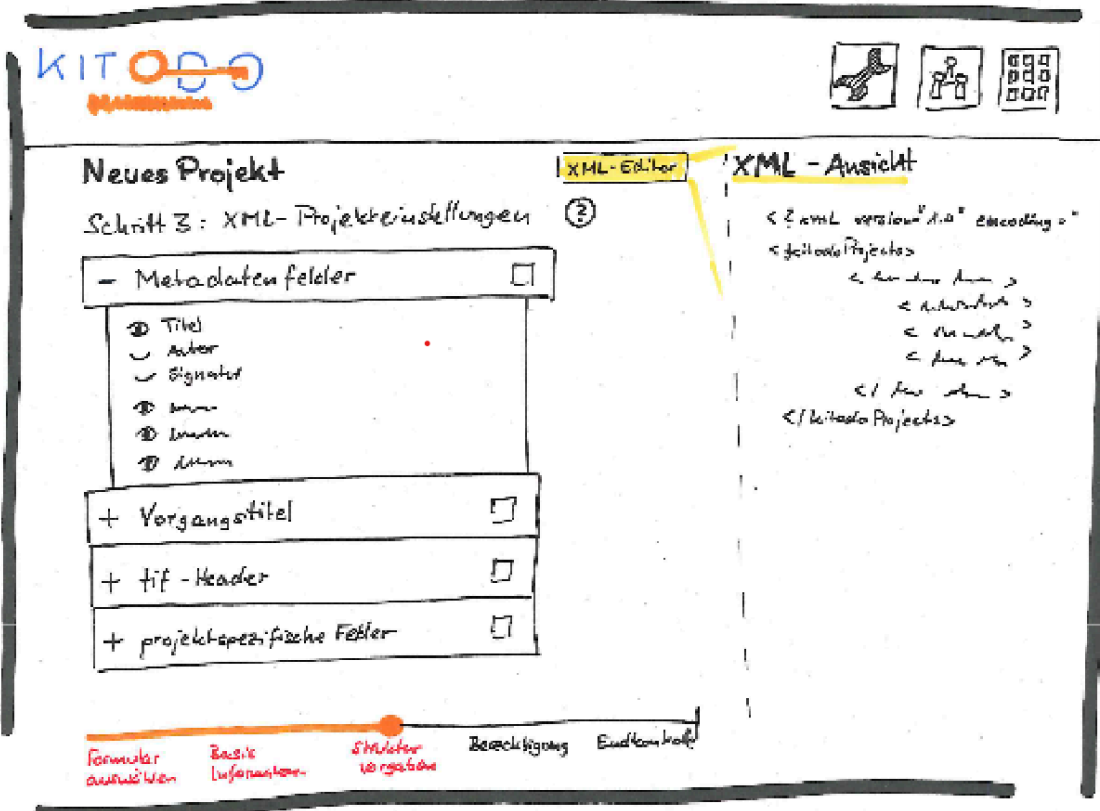 KITODO
Neues Projekt
XML-Editor
XML-Ansicht
Schritt 3: XML-Projekteinstellungen
?
<? XML version="1.0" encoding="
<kitodoProjects>
- Metadatenfelder
Titel
Autor
Signatur
</kitodoProjects>
+ Vorgangstitel
+ tif-Header
+ projektspezifische Felder
Formular
auswählen
Basis
Informationen
Struktur
vorgaben
Berechtigung
Endkontrolle